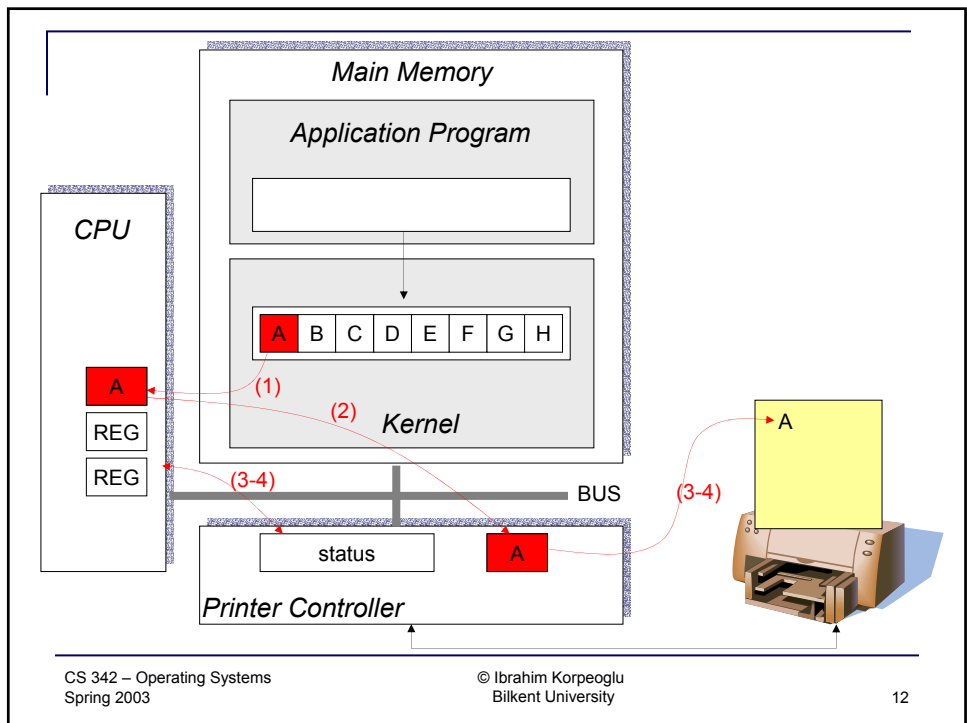 Main Memory
Application Program
CPU
A B C D E F G H
A
(1)
(2)
Kernel
A
REG
REG
(3-4)
(3-4)
BUS
status
A
Printer Controller
CS 342 – Operating Systems
Spring 2003
© Ibrahim Korpeoglu
Bilkent University
12